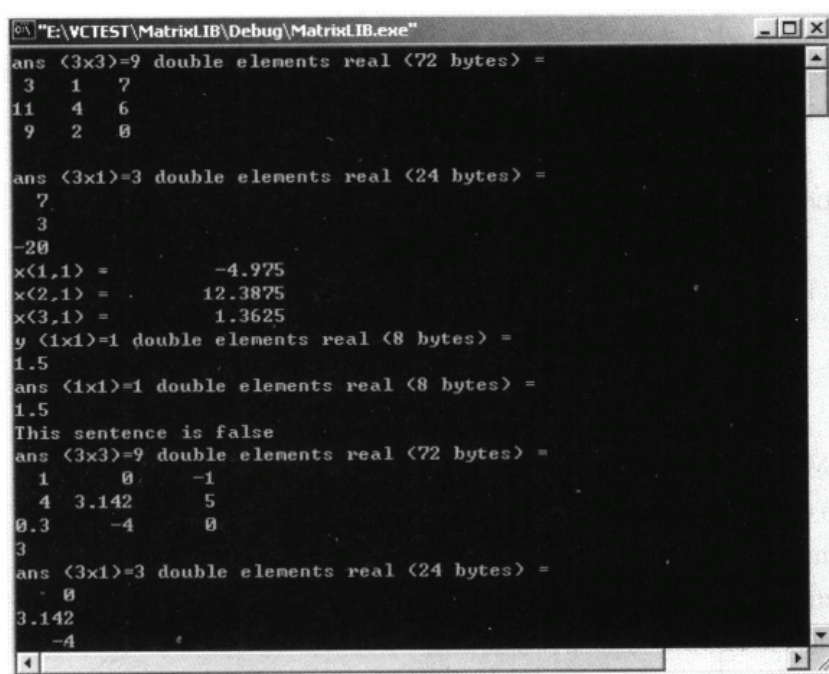 "E:\VCTEST\MatrixLIB\Debug\MatrixLIB.exe"
ans (3x3)=9 double elements real (72 bytes) =
3 1 7
11 4 6
9 2 0
ans (3x1)=3 double elements real (24 bytes) =
7
3
-20
x(1,1) = -4.975
x(2,1) = 12.3875
x(3,1) = 1.3625
y (1x1)=1 double elements real (8 bytes) =
1.5
ans (1x1)=1 double elements real (8 bytes) =
1.5
This sentence is false
ans (3x3)=9 double elements real (72 bytes) =
1 0 -1
4 3.142 5
0.3 -4 0
3
ans (3x1)=3 double elements real (24 bytes) =
0
3.142
-4